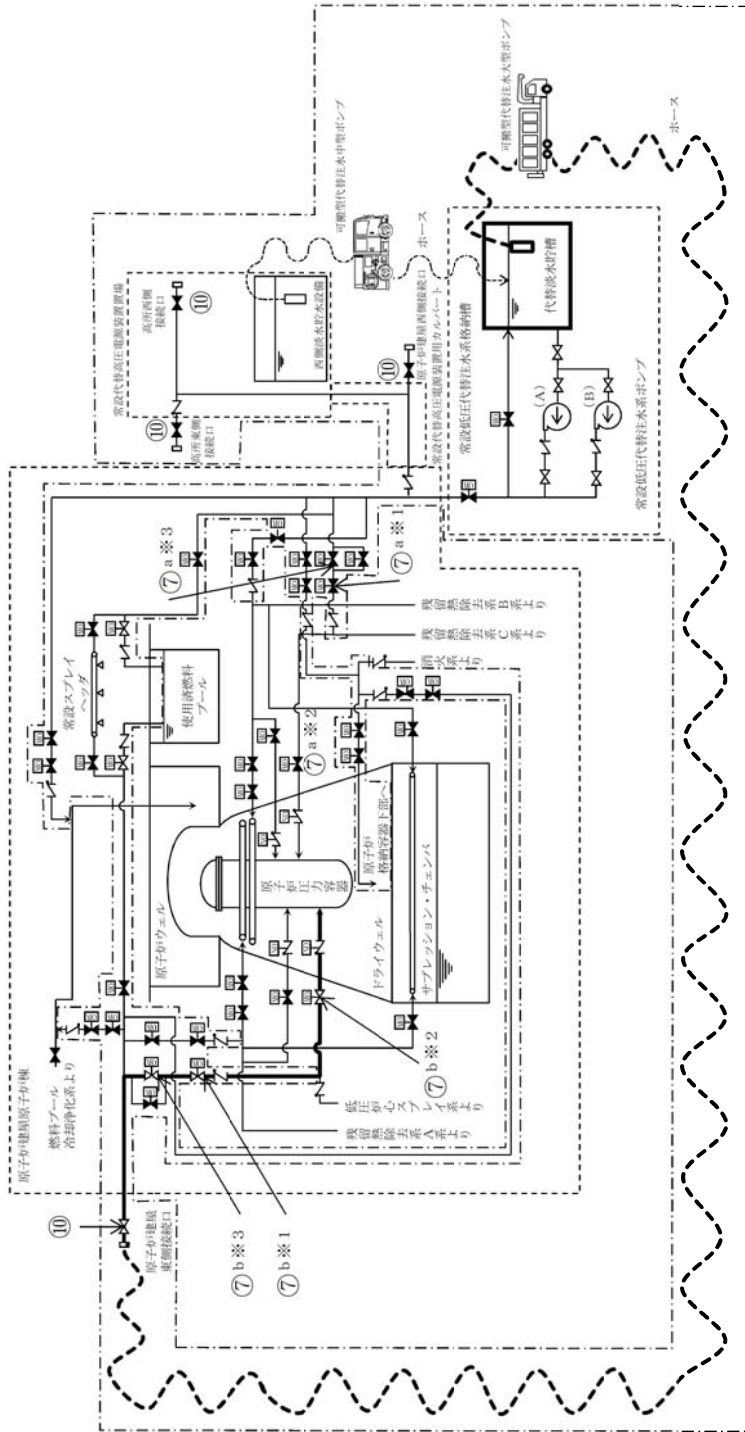 可搬型代替注水大型ポンプ
ホース
可搬型代替注水中型ポンプ
ホース
常設代替高圧電源装置置場
高所西側
接続口
⑩
西側淡水貯水設備
⑩
高所東側
接続口
⑩
原子炉建屋西側接続口
常設代替高圧電源装置用カルバート
常設低圧代替注水系格納槽
代替淡水貯槽
(A)
(B)
常設低圧代替注水系ポンプ
⑦a※3
⑦a※1
⑦a※2
常設スプレイ
ヘッダ
使用済燃料
プール
残留熱除去系B系より
残留熱除去系C系より
消火系より
原子炉建屋原子炉棟
燃料プール
冷却浄化系より
原子炉ウェル
原子炉圧力容器
ドライウェル
原子炉
格納容器下部へ
サプレッション・チェンバ
低圧炉心スプレイ系より
残留熱除去系A系より
⑩
原子炉建屋
東側接続口
⑦b※3
⑦b※1
⑦b※2